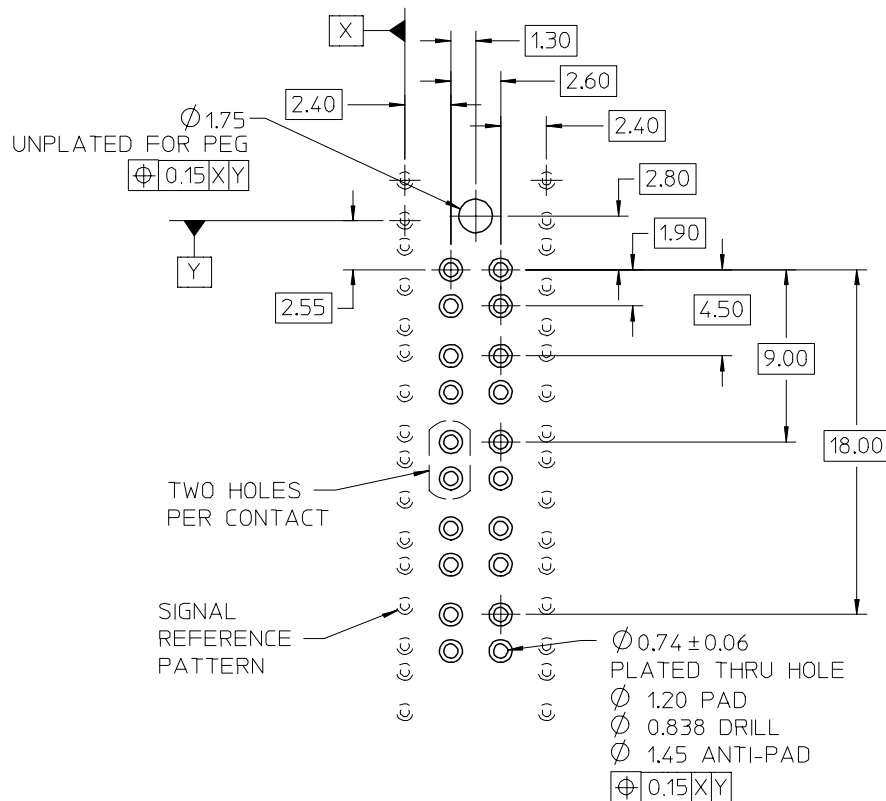 X
1.30
2.60
2.40
2.40
Ø 1.75
UNPLATED FOR PEG
⌖ 0.15 X Y
2.80
1.90
Y
2.55
4.50
9.00
18.00
TWO HOLES
PER CONTACT
SIGNAL
REFERENCE
PATTERN
Ø 0.74 ± 0.06
PLATED THRU HOLE
Ø 1.20 PAD
Ø 0.838 DRILL
Ø 1.45 ANTI-PAD
⌖ 0.15 X Y